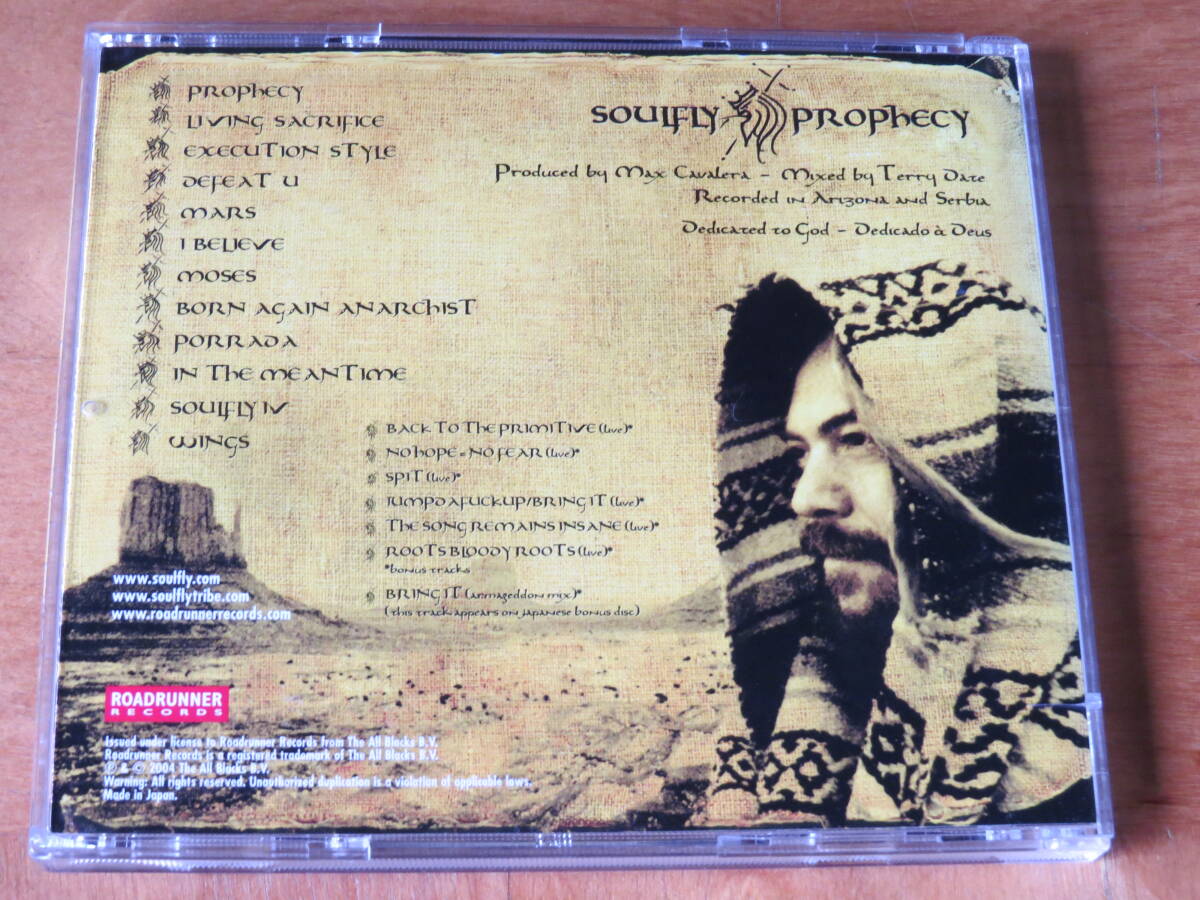 PROPHECY
LIVING SACRIFICE
EXECUTION STYLE
DEFEAT U
MARS
I BELIEVE
MOSES
BORN AGAIN ANARCHIST
PORRADA
IN THE MEANTIME
SOULFLY IV
WINGS
BACK TO THE PRIMITIVE (live)*
NO HOPE = NO FEAR (live)*
SPIT (live)*
JUMPDAFUCKUP/BRING IT (live)*
THE SONG REMAINS INSANE (live)*
ROOTS BLOODY ROOTS (live)*
*bonus tracks
BRING IT (armageddon mix)*
(this track appears on japanese bonus disc)
SOULFLY PROPHECY
Produced by Max Cavalera - Mixed by Terry Date
Recorded in Arizona and Serbia
Dedicated to God - Dedicado à Deus
www.soulfly.com
www.soulflytribe.com
www.roadrunnerrecords.com
ROADRUNNER
RECORDS
Issued under license to Roadrunner Records from The All Blacks B.V.
Roadrunner Records is a registered trademark of The All Blacks B.V.
℗ & © 2004 The All Blacks B.V.
Warning: All rights reserved. Unauthorized duplication is a violation of applicable laws.
Made in Japan.